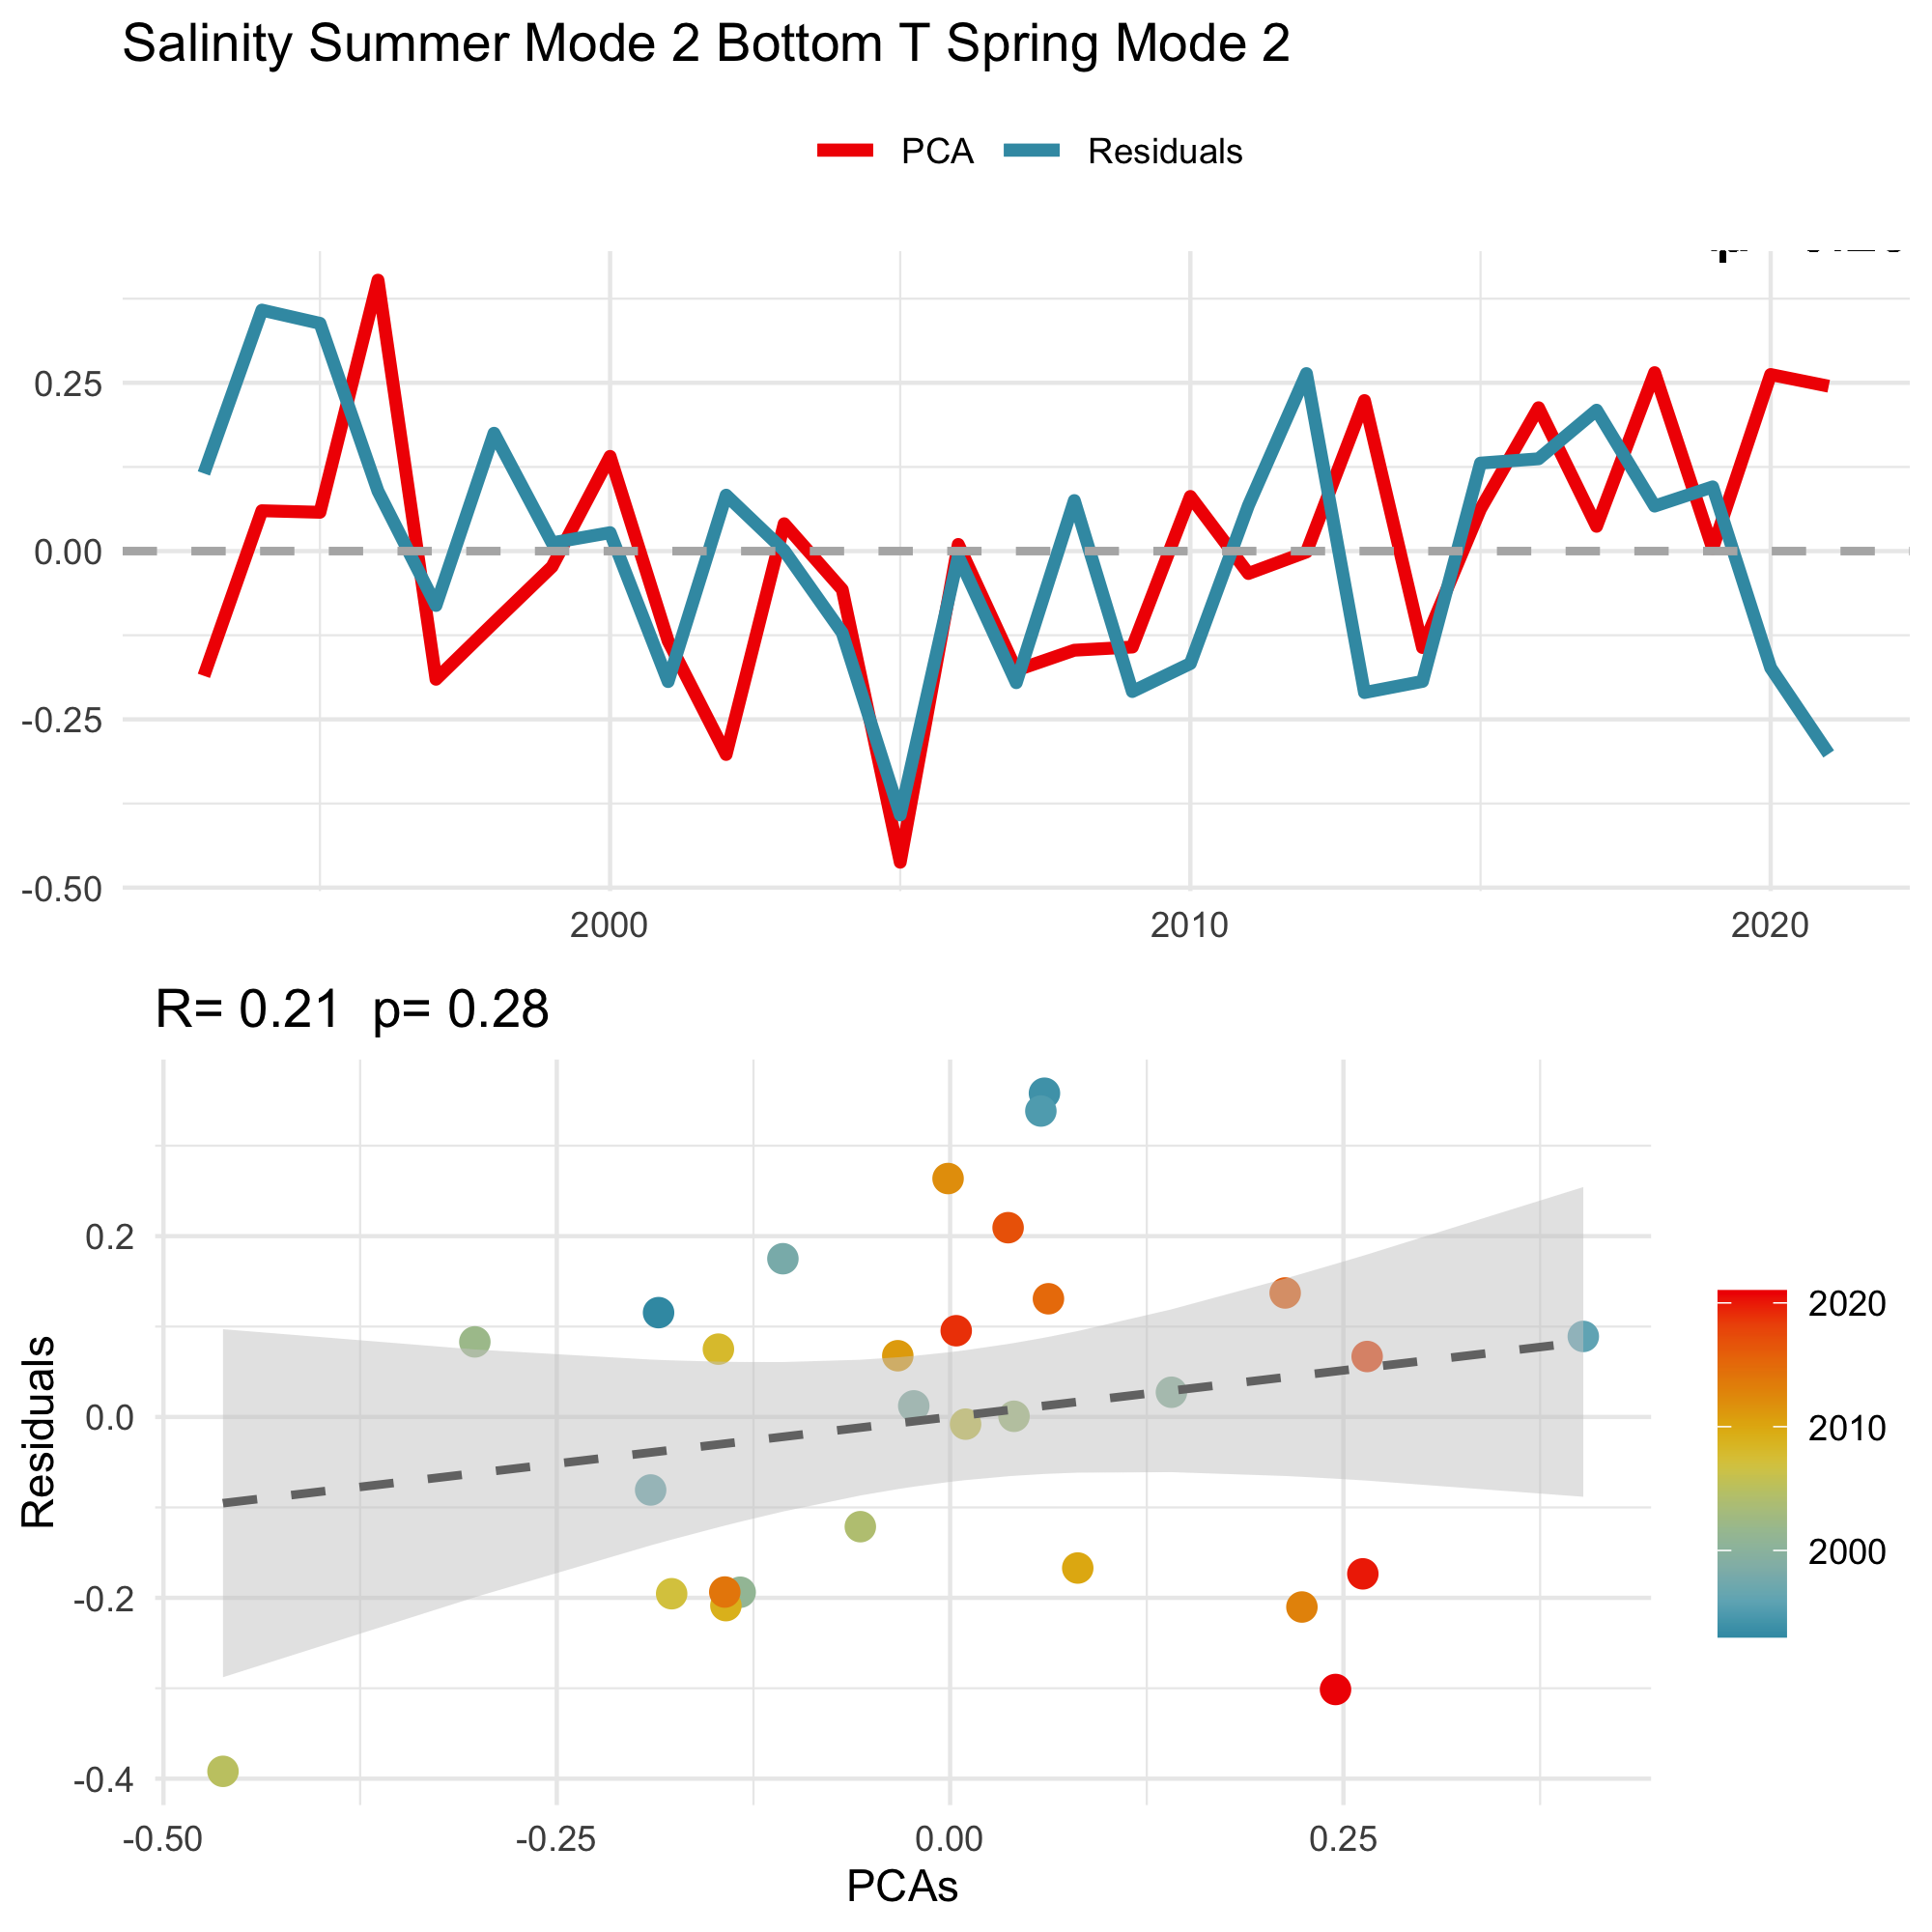 Salinity Summer Mode 2 Bottom T Spring Mode 2
PCA Residuals
0.25
0.00
-0.25
-0.50
2000 2010 2020
R= 0.21 p= 0.28
Residuals
0.2
0.0
-0.2
-0.4
-0.50 -0.25 0.00 0.25
PCAs
2020
2010
2000